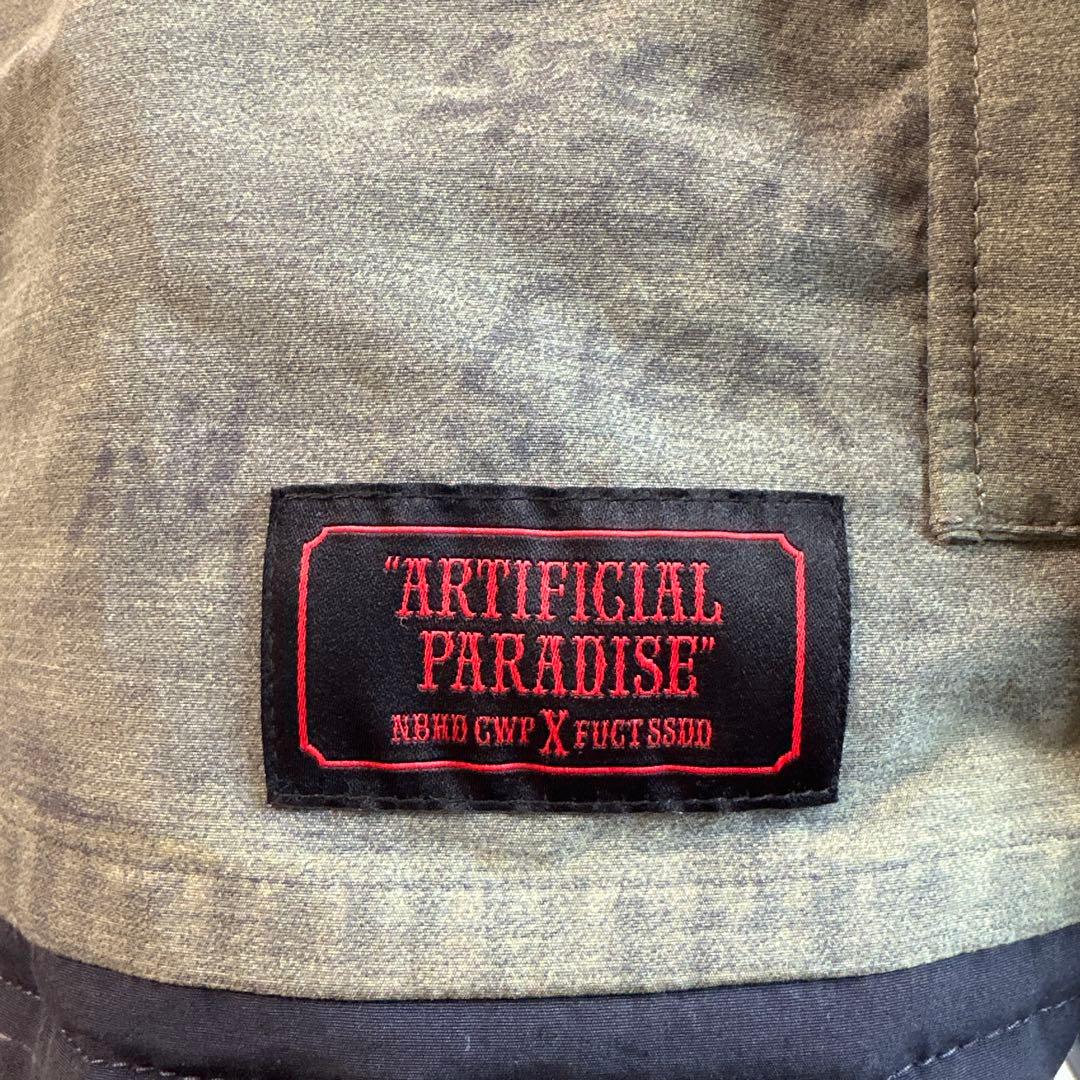 "ARTIFICIAL
PARADISE"
NBHD CWP X FUCT SSDD